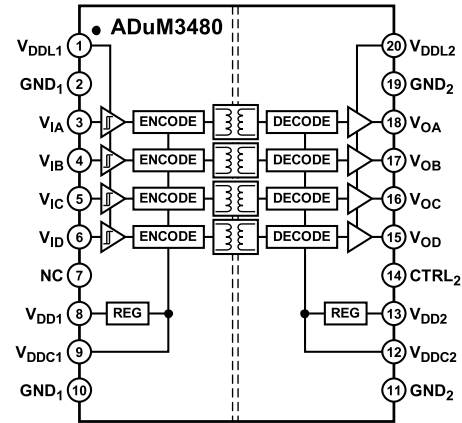 ADuM3480
VDDL1 1 20 VDDL2
GND1 2 19 GND2
VIA 3 ENCODE DECODE 18 VOA
VIB 4 ENCODE DECODE 17 VOB
VIC 5 ENCODE DECODE 16 VOC
VID 6 ENCODE DECODE 15 VOD
NC 7 14 CTRL2
VDD1 8 REG REG 13 VDD2
VDDC1 9 12 VDDC2
GND1 10 11 GND2